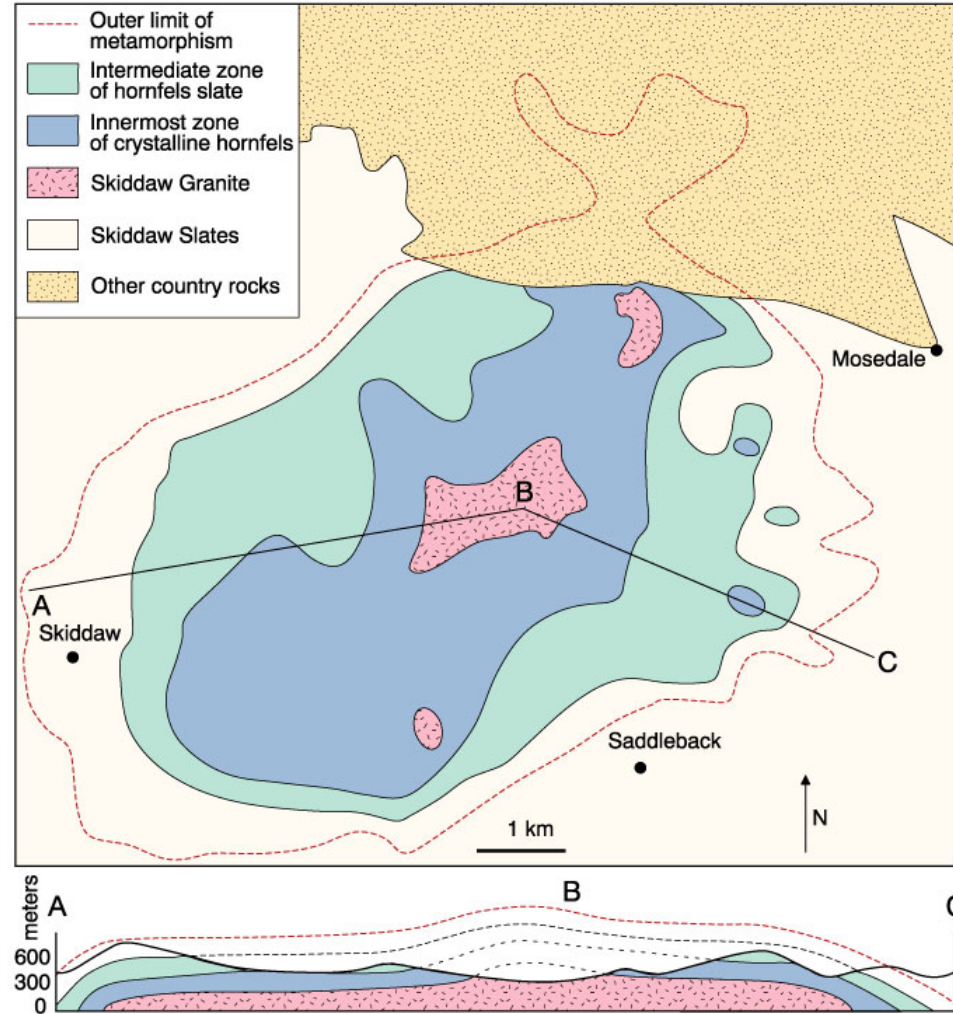 Outer limit of
metamorphism
Intermediate zone
of hornfels slate
Innermost zone
of crystalline hornfels
Skiddaw Granite
Skiddaw Slates
Other country rocks
Mosedale
B
A
Skiddaw
C
Saddleback
1 km
N
A
B
C
meters
600
300
0